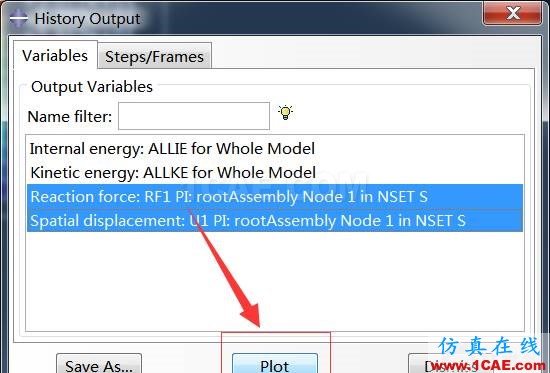 History Output
Variables
Steps/Frames
Output Variables
Name filter:
Internal energy: ALLIE for Whole Model
Kinetic energy: ALLKE for Whole Model
Reaction force: RF1 PI: rootAssembly Node 1 in NSET S
Spatial displacement: U1 PI: rootAssembly Node 1 in NSET S
1CAE.COM
Save As...
Plot
仿真在线
www.1CAE.com